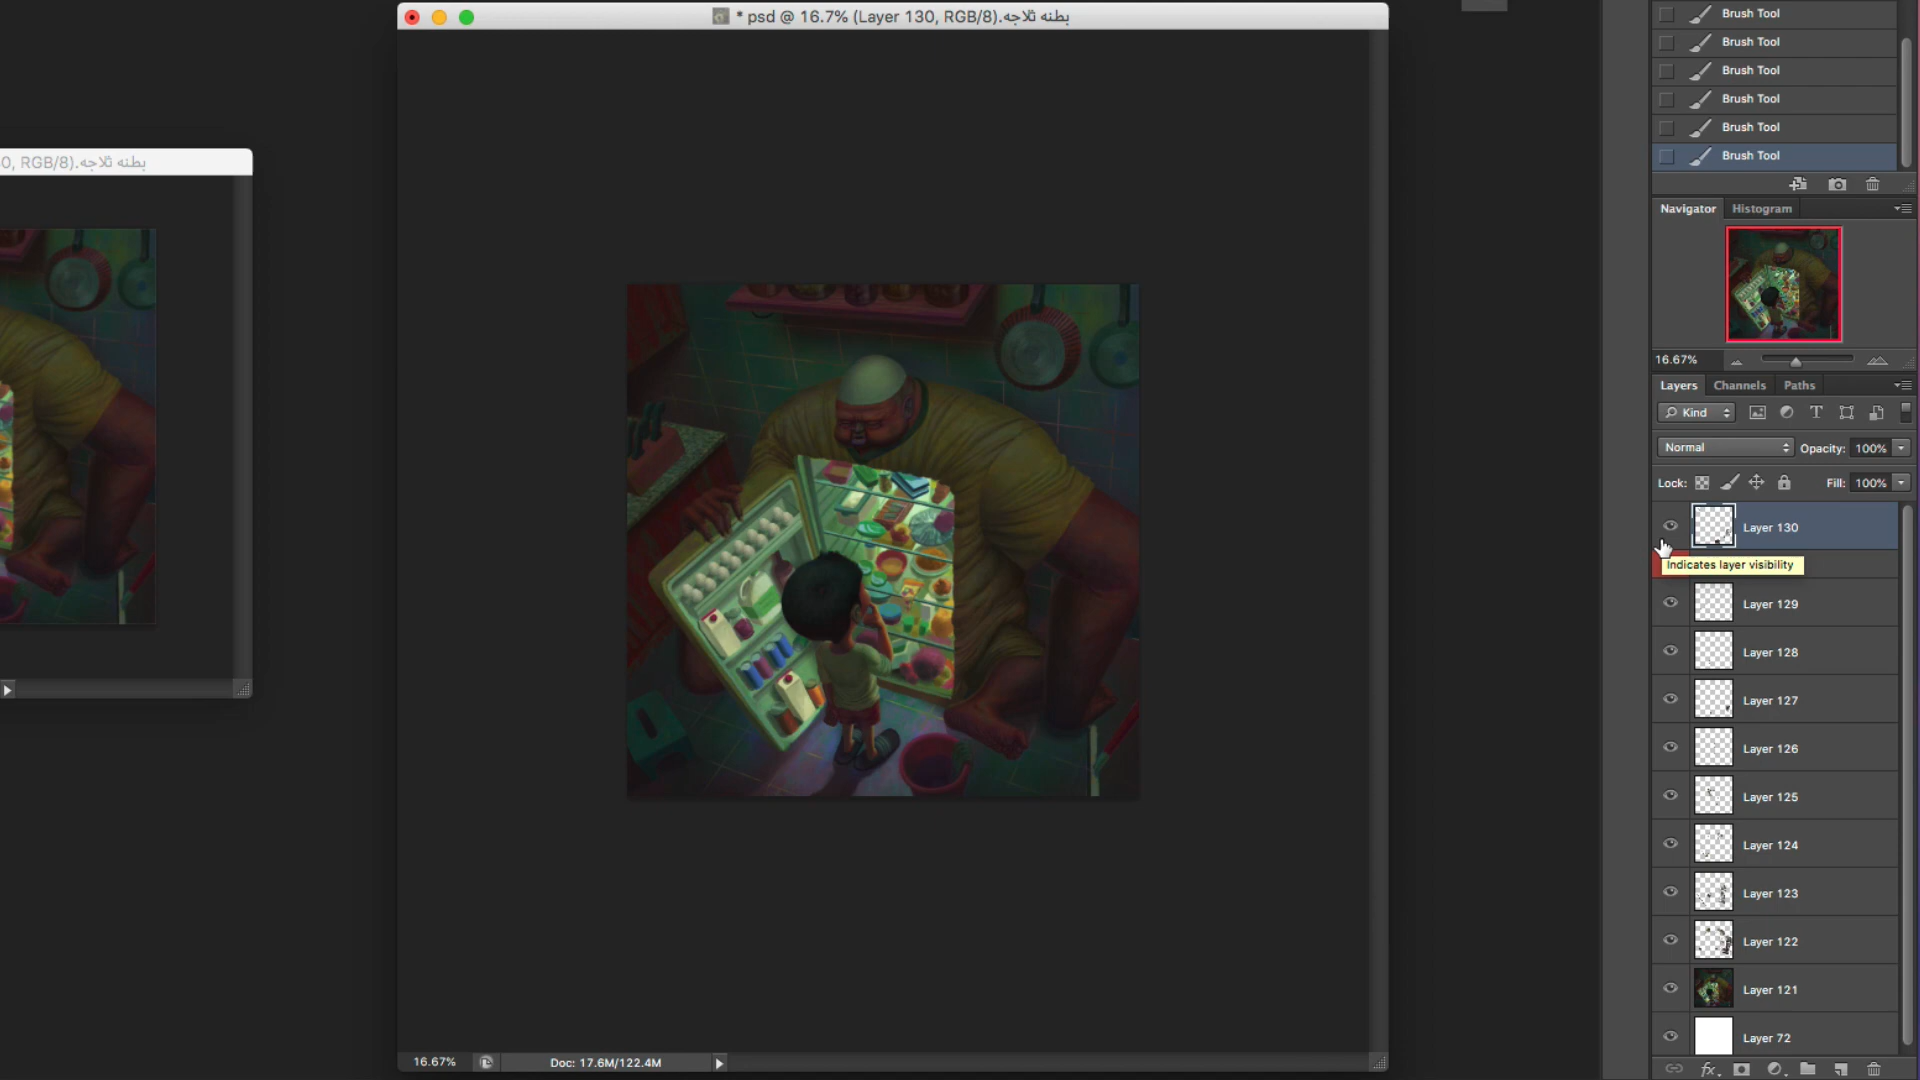 بطنه ثلاجه.psd @ 16.7% (Layer 130, RGB/8) *
بطنه ثلاجه.(0, RGB/8
Brush Tool
Brush Tool
Brush Tool
Brush Tool
Brush Tool
Brush Tool
Navigator
Histogram
16.67%
Layers
Channels
Paths
Kind
Normal
Opacity:
100%
Lock:
Fill:
100%
Layer 130
Indicates layer visibility
Layer 129
Layer 128
Layer 127
Layer 126
Layer 125
Layer 124
Layer 123
Layer 122
Layer 121
Layer 72
fx
16.67%
Doc: 17.6M/122.4M